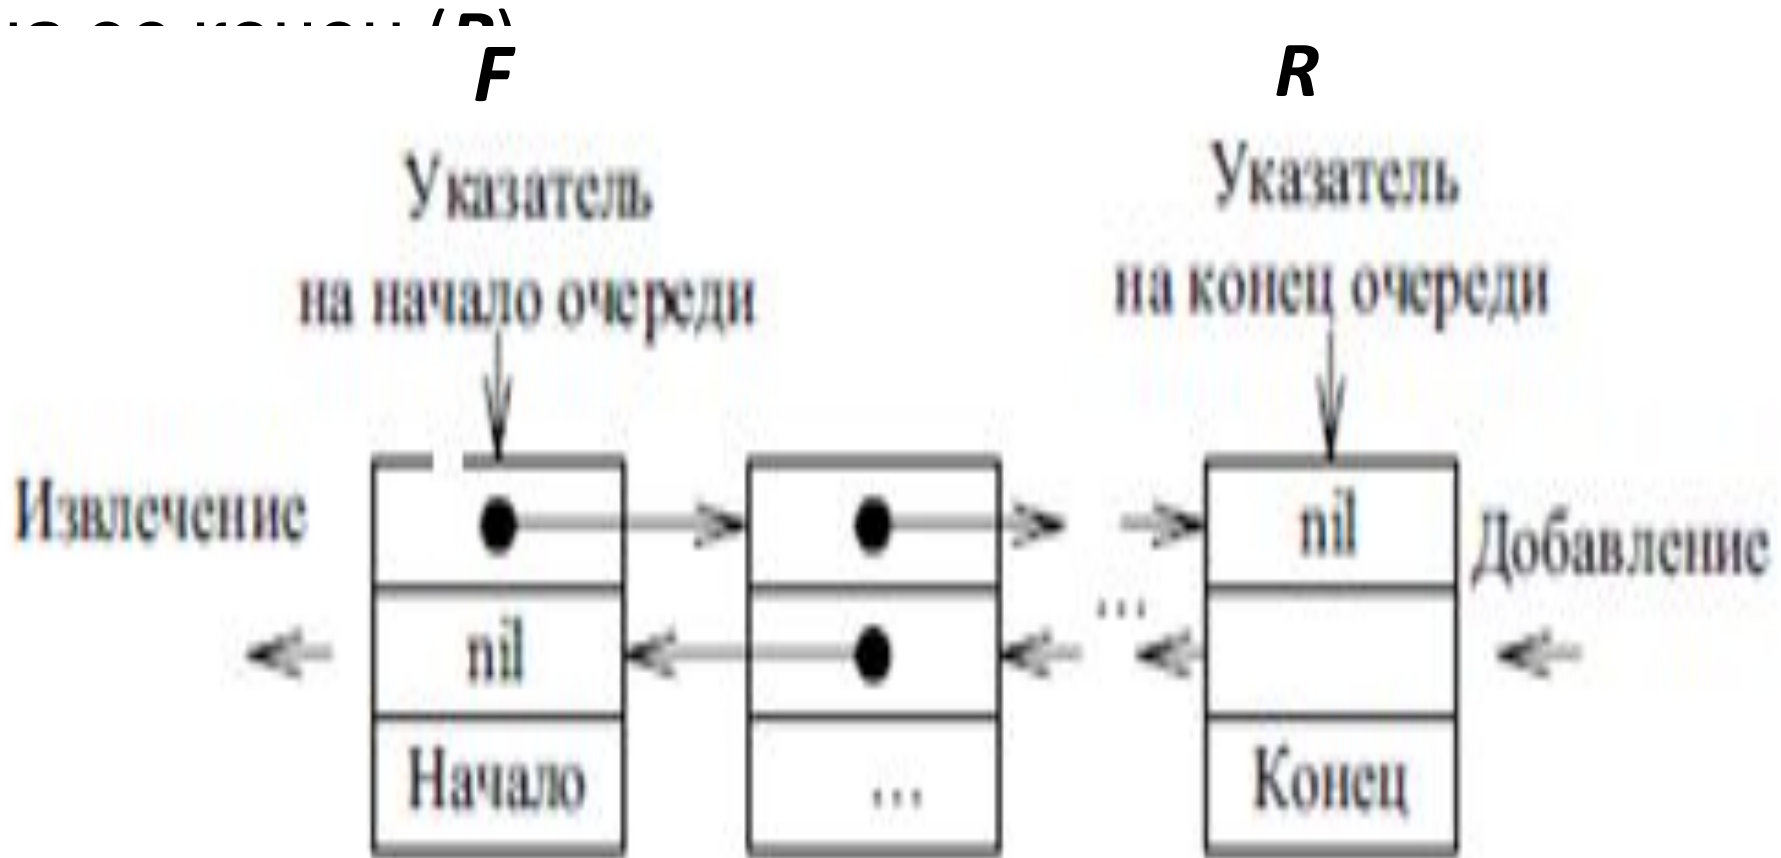 F
R
Указатель
на начало очереди
Указатель
на конец очереди
Извлечение
nil
Добавление
...
nil
Начало
...
Конец